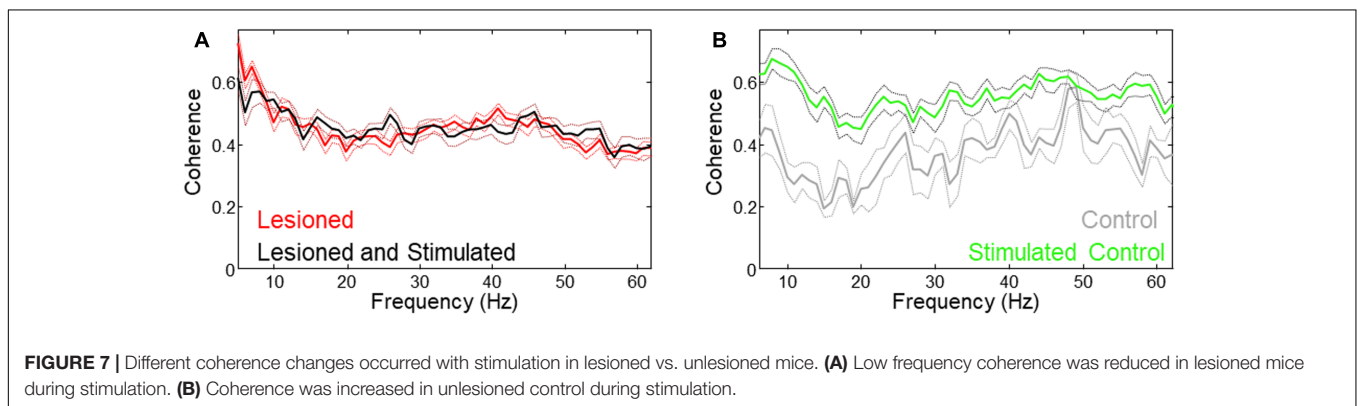 A
0.6
0.4
0.2
0
Coherence
Lesioned
Lesioned and Stimulated
10 20 30 40 50 60
Frequency (Hz)
B
0.6
0.4
0.2
0
Coherence
Control
Stimulated Control
10 20 30 40 50 60
Frequency (Hz)
FIGURE 7 | Different coherence changes occurred with stimulation in lesioned vs. unlesioned mice. (A) Low frequency coherence was reduced in lesioned mice
during stimulation. (B) Coherence was increased in unlesioned control during stimulation.